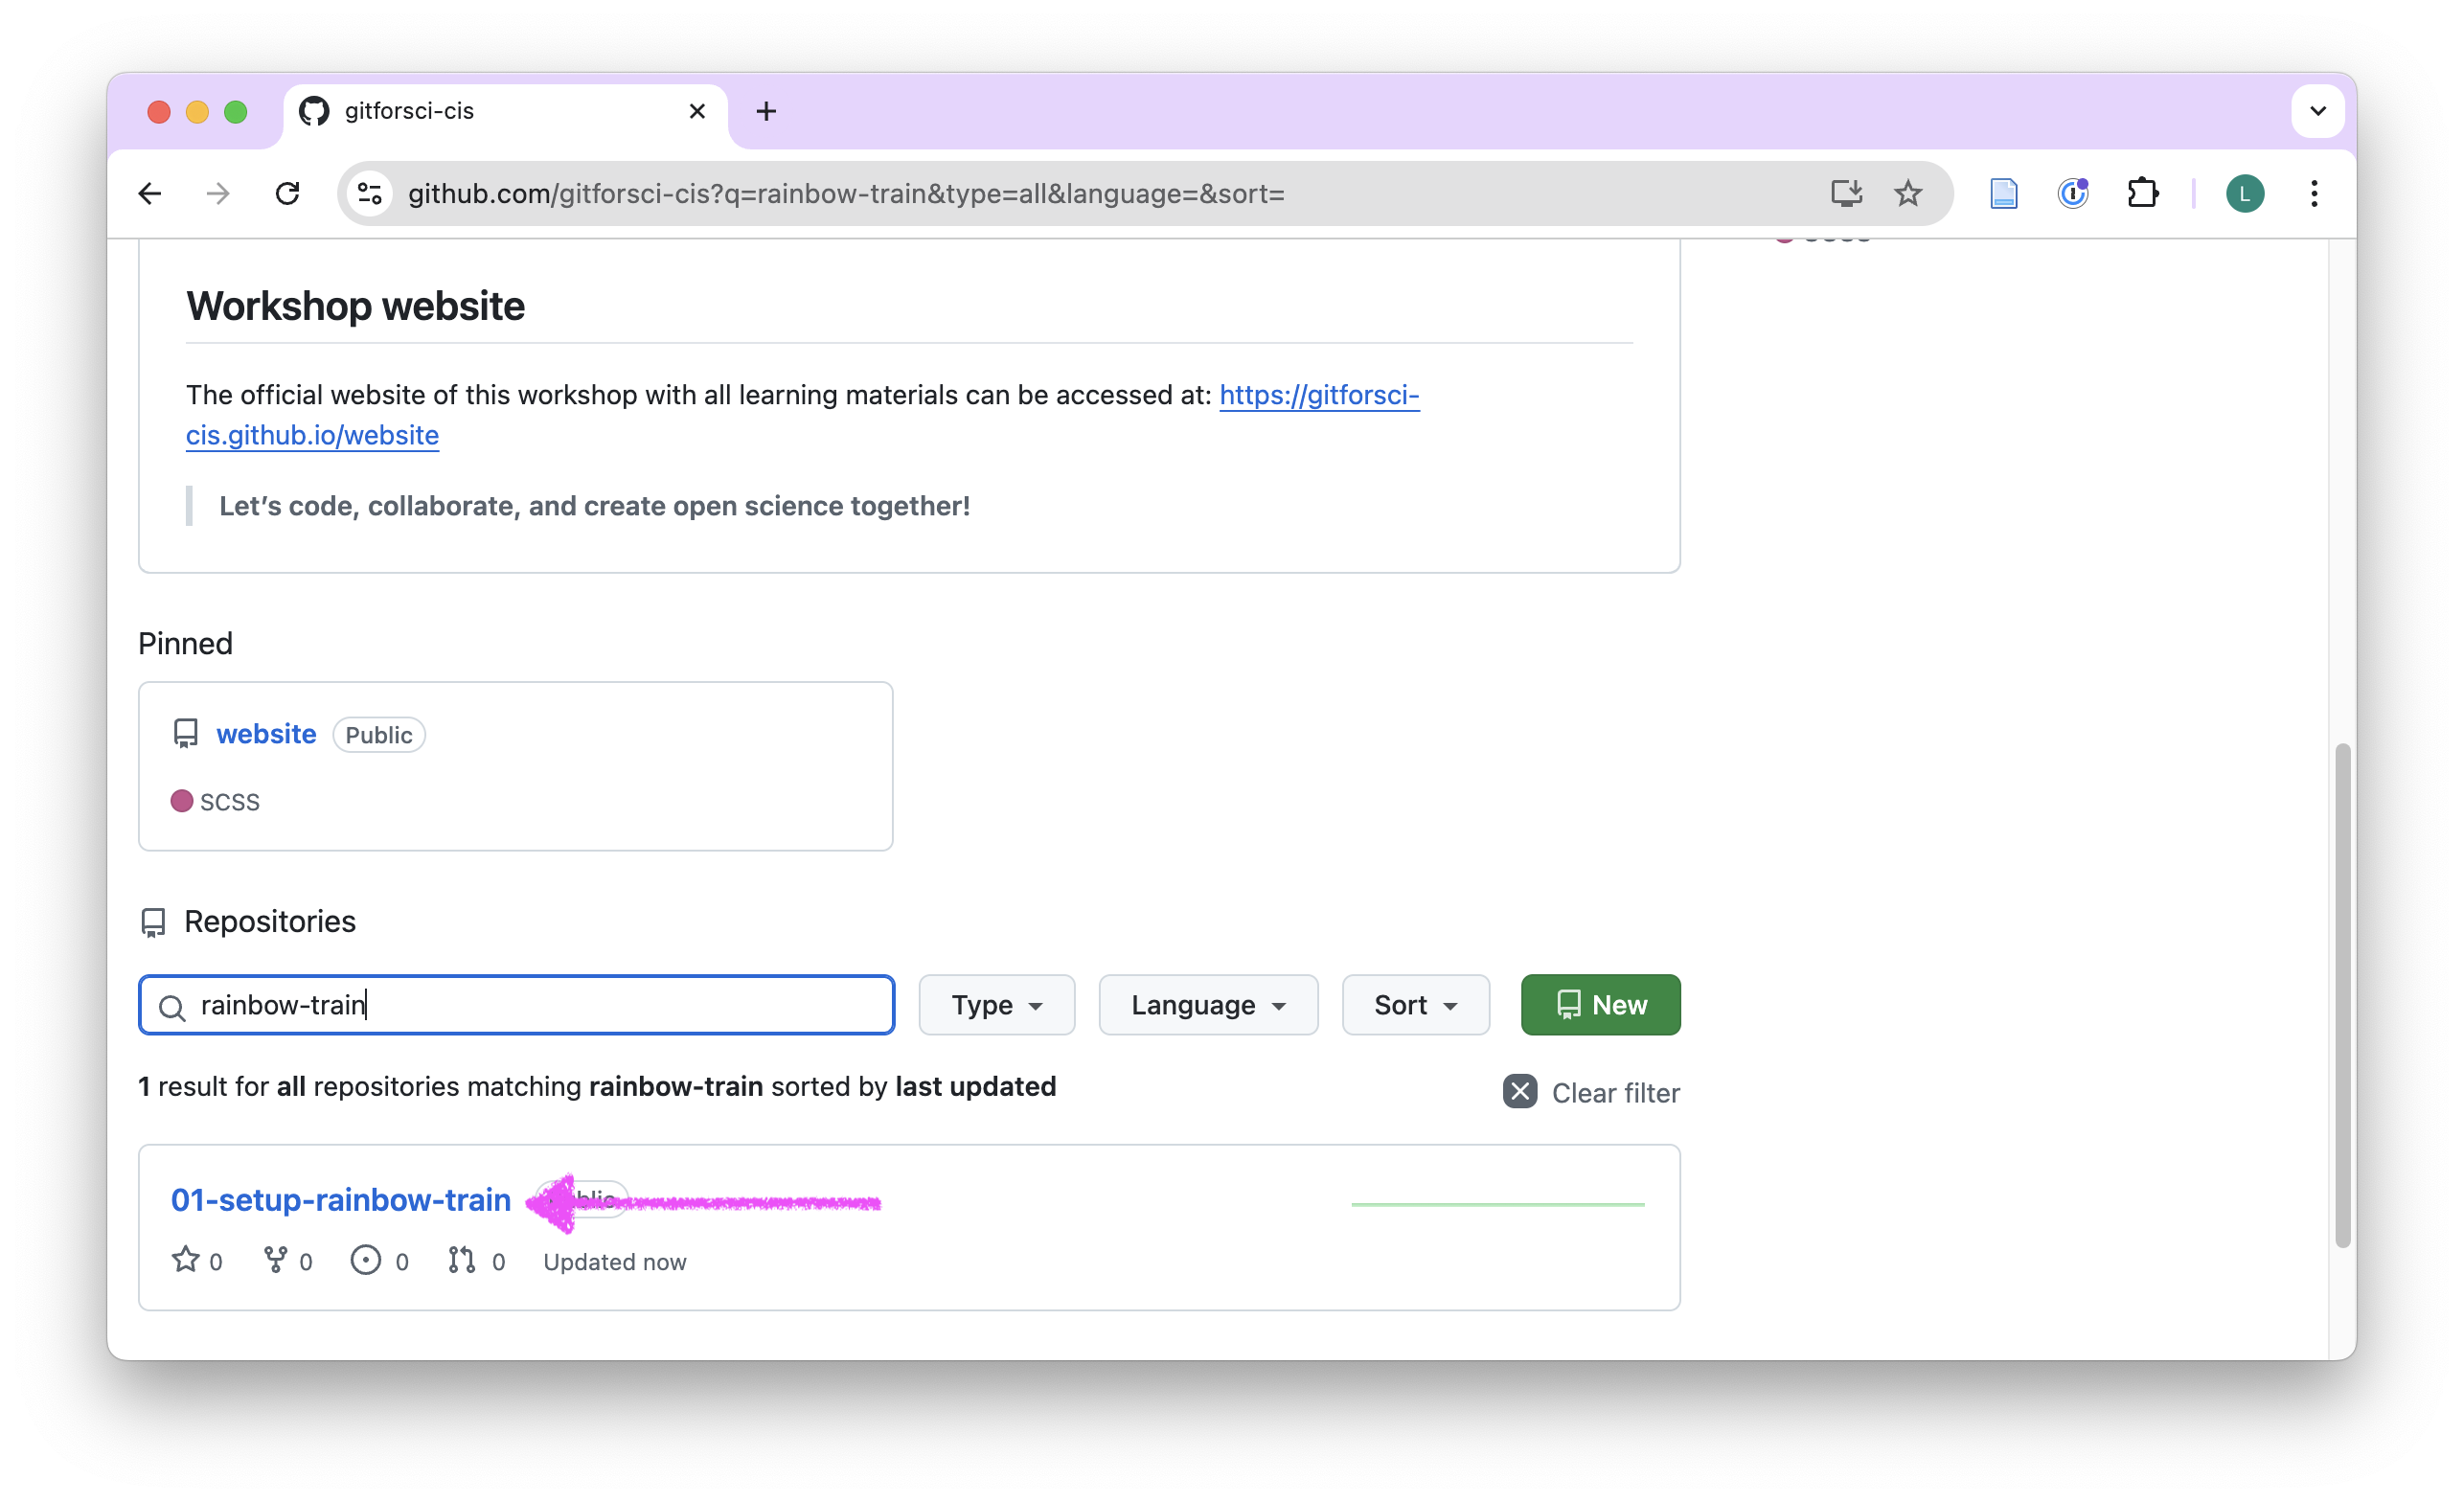 gitforsci-cis
github.com/gitforsci-cis?q=rainbow-train&type=all&language=&sort=
L
Workshop website
The official website of this workshop with all learning materials can be accessed at: https://gitforsci-
cis.github.io/website
Let’s code, collaborate, and create open science together!
Pinned
website Public
SCSS
Repositories
rainbow-train Type Language Sort New
1 result for all repositories matching rainbow-train sorted by last updated
Clear filter
01-setup-rainbow-train
0 0 0 0 Updated now